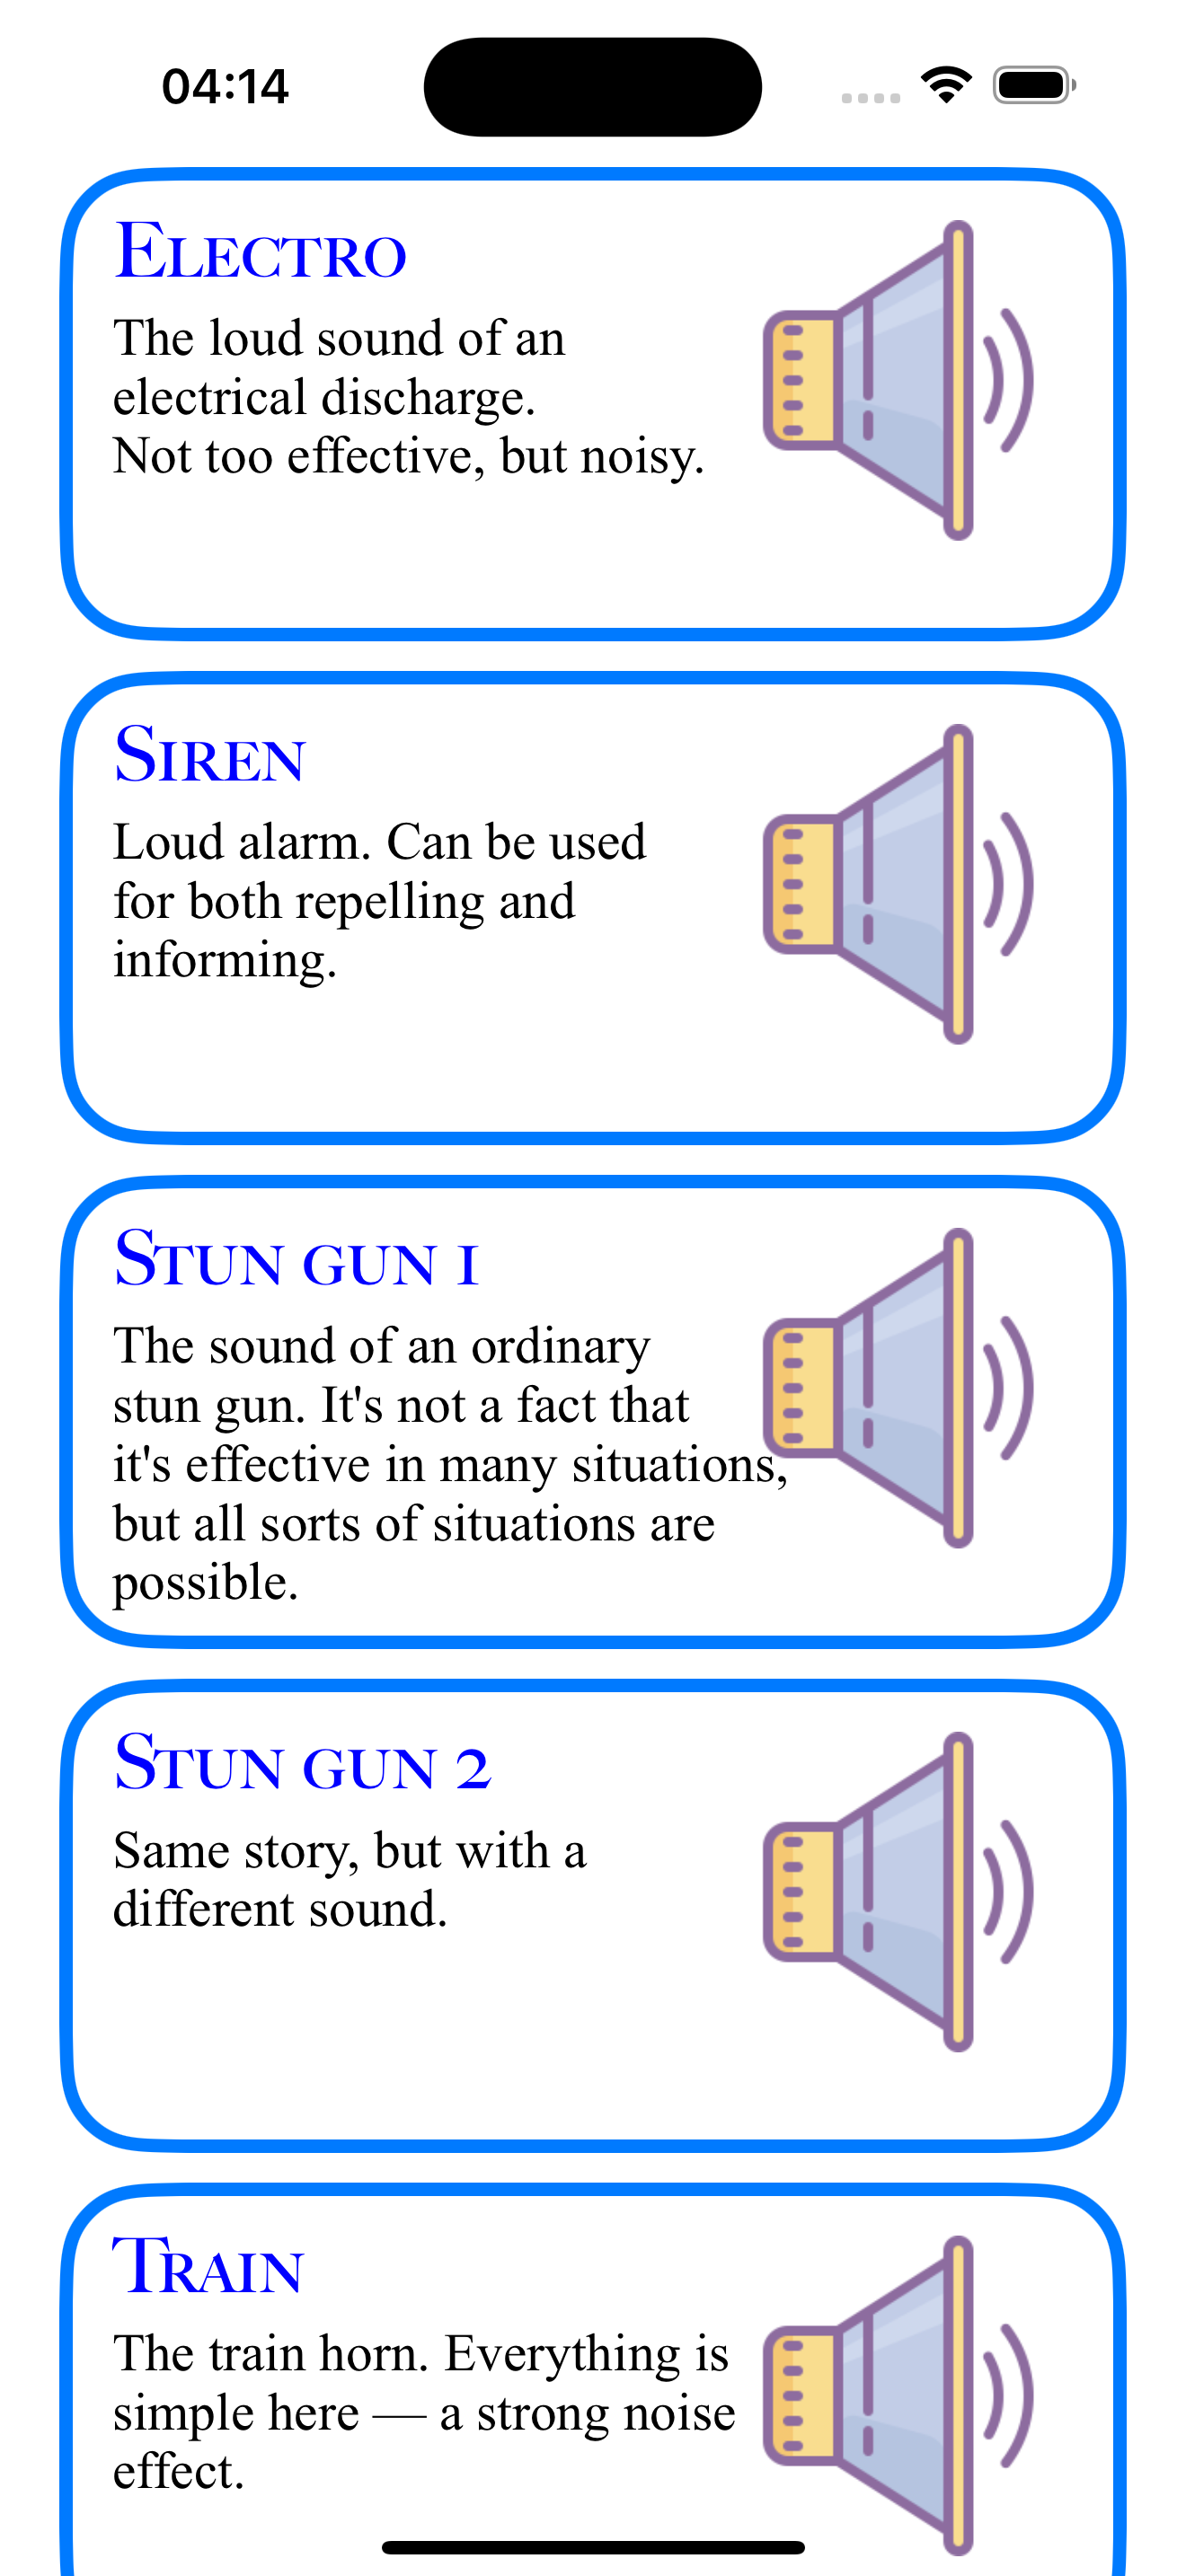 04:14
Electro
The loud sound of an
electrical discharge.
Not too effective, but noisy.
Siren
Loud alarm. Can be used
for both repelling and
informing.
Stun gun 1
The sound of an ordinary
stun gun. It's not a fact that
it's effective in many situations,
but all sorts of situations are
possible.
Stun gun 2
Same story, but with a
different sound.
Train
The train horn. Everything is
simple here — a strong noise
effect.